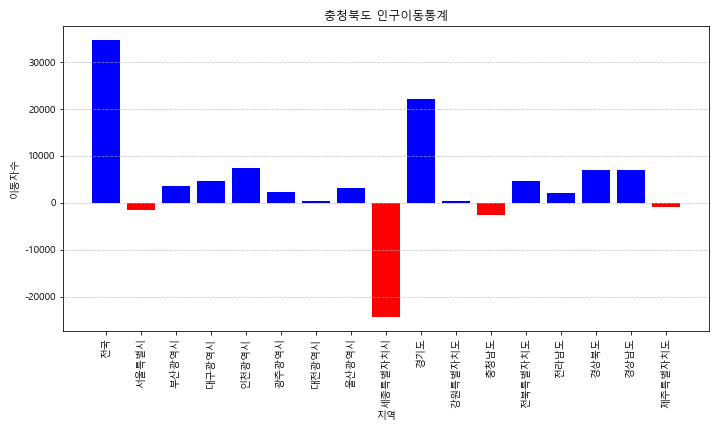 충청북도 인구이동통계
이동자수
30000
20000
10000
0
-10000
-20000
전국
서울특별시
부산광역시
대구광역시
인천광역시
광주광역시
대전광역시
울산광역시
세종특별자치시
경기도
강원특별자치도
충청남도
전북특별자치도
전라남도
경상북도
경상남도
제주특별자치도
지역